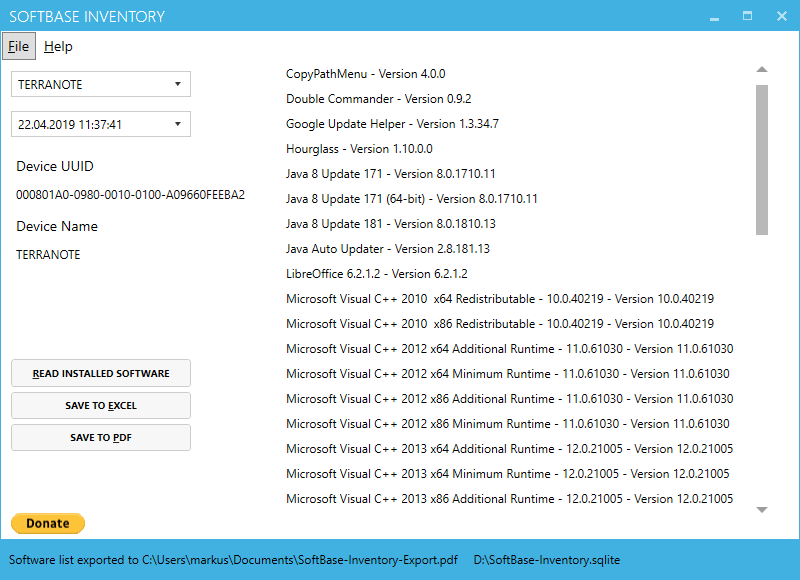 SOFTBASE INVENTORY
File Help
TERRANOTE
22.04.2019 11:37:41
Device UUID
000801A0-0980-0010-0100-A09660FEEBA2
Device Name
TERRANOTE
READ INSTALLED SOFTWARE
SAVE TO EXCEL
SAVE TO PDF
Donate
CopyPathMenu - Version 4.0.0
Double Commander - Version 0.9.2
Google Update Helper - Version 1.3.34.7
Hourglass - Version 1.10.0.0
Java 8 Update 171 - Version 8.0.1710.11
Java 8 Update 171 (64-bit) - Version 8.0.1710.11
Java 8 Update 181 - Version 8.0.1810.13
Java Auto Updater - Version 2.8.181.13
LibreOffice 6.2.1.2 - Version 6.2.1.2
Microsoft Visual C++ 2010  x64 Redistributable - 10.0.40219 - Version 10.0.40219
Microsoft Visual C++ 2010  x86 Redistributable - 10.0.40219 - Version 10.0.40219
Microsoft Visual C++ 2012 x64 Additional Runtime - 11.0.61030 - Version 11.0.61030
Microsoft Visual C++ 2012 x64 Minimum Runtime - 11.0.61030 - Version 11.0.61030
Microsoft Visual C++ 2012 x86 Additional Runtime - 11.0.61030 - Version 11.0.61030
Microsoft Visual C++ 2012 x86 Minimum Runtime - 11.0.61030 - Version 11.0.61030
Microsoft Visual C++ 2013 x64 Additional Runtime - 12.0.21005 - Version 12.0.21005
Microsoft Visual C++ 2013 x64 Minimum Runtime - 12.0.21005 - Version 12.0.21005
Microsoft Visual C++ 2013 x86 Additional Runtime - 12.0.21005 - Version 12.0.21005
Software list exported to C:\Users\markus\Documents\SoftBase-Inventory-Export.pdf D:\SoftBase-Inventory.sqlite